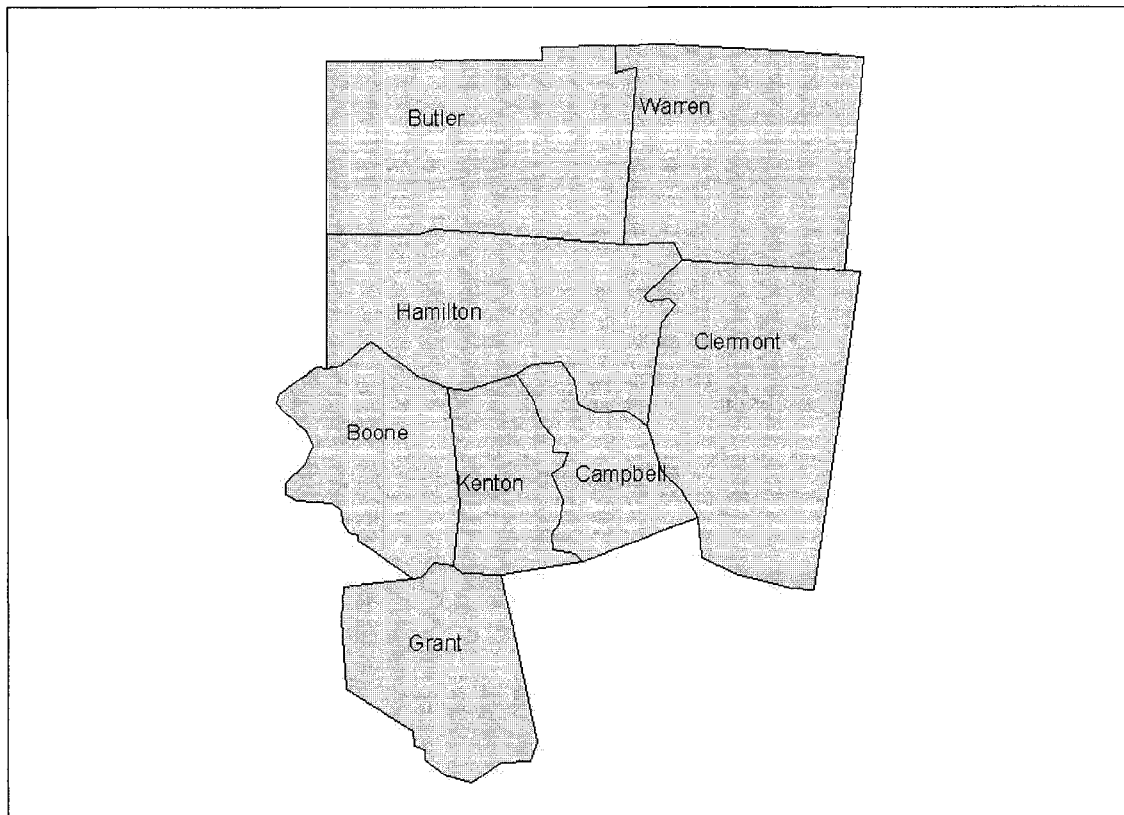 Butler
Warren
Hamilton
Clermont
Boone
Kenton
Campbell
Grant